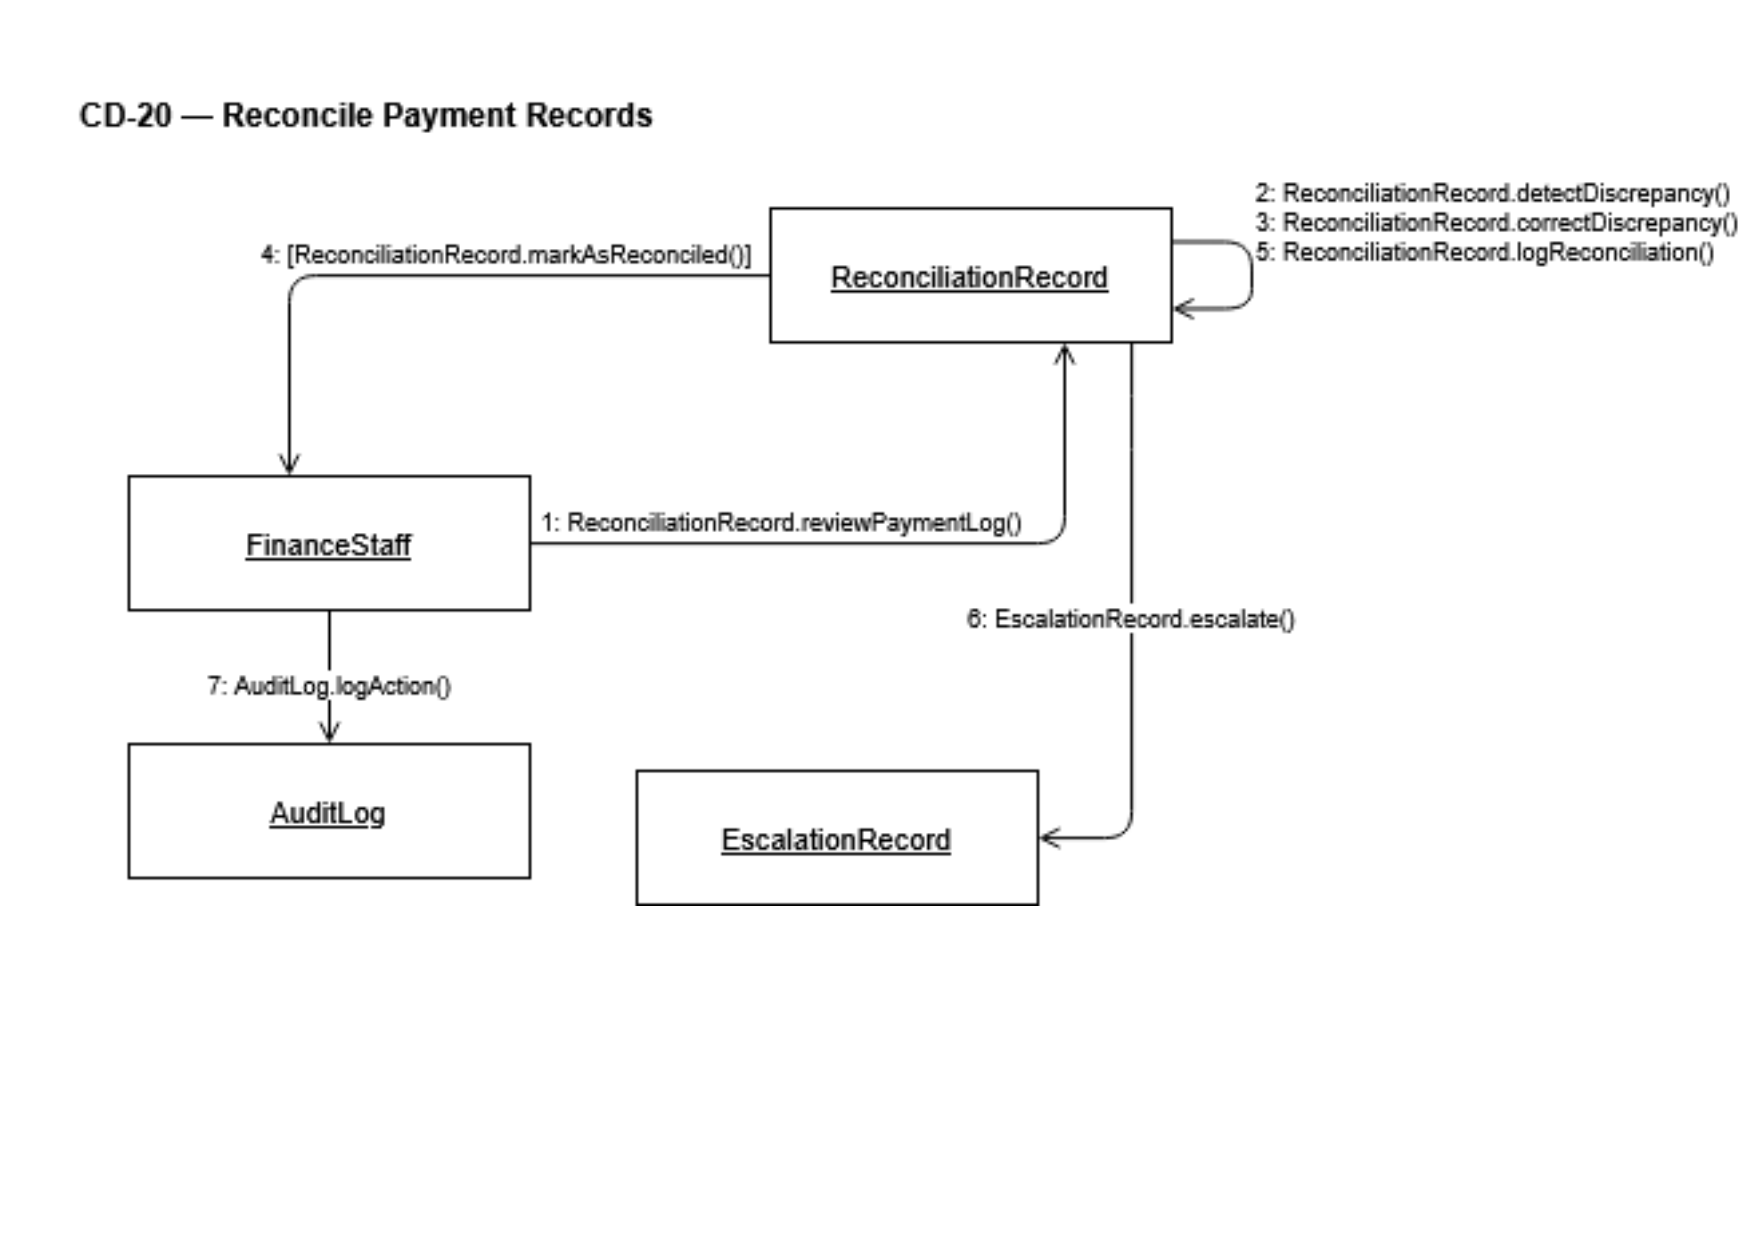 CD-20 — Reconcile Payment Records
2: ReconciliationRecord.detectDiscrepancy()
3: ReconciliationRecord.correctDiscrepancy()
5: ReconciliationRecord.logReconciliation()
4: [ReconciliationRecord.markAsReconciled()]
ReconciliationRecord
1: ReconciliationRecord.reviewPaymentLog()
FinanceStaff
6: EscalationRecord.escalate()
7: AuditLog.logAction()
AuditLog
EscalationRecord